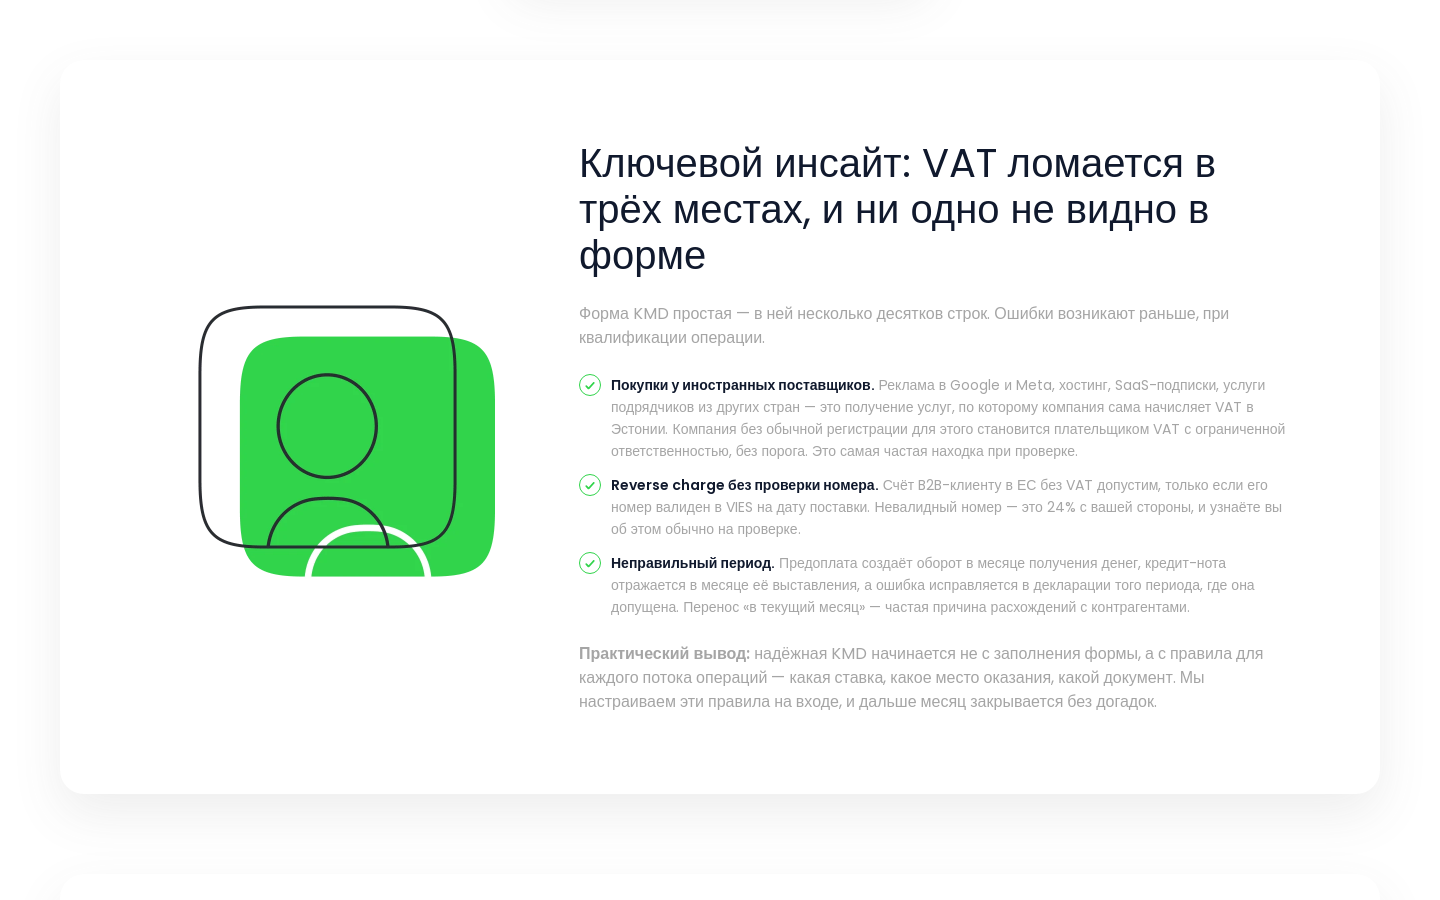 Ключевой инсайт: VAT ломается в
трёх местах, и ни одно не видно в
форме
Форма KMD простая — в ней несколько десятков строк. Ошибки возникают раньше, при
квалификации операции.
Покупки у иностранных поставщиков. Реклама в Google и Meta, хостинг, SaaS-подписки, услуги
подрядчиков из других стран — это получение услуг, по которому компания сама начисляет VAT в
Эстонии. Компания без обычной регистрации для этого становится плательщиком VAT с ограниченной
ответственностью, без порога. Это самая частая находка при проверке.
Reverse charge без проверки номера. Счёт B2B-клиенту в ЕС без VAT допустим, только если его
номер валиден в VIES на дату поставки. Невалидный номер — это 24% с вашей стороны, и узнаёте вы
об этом обычно на проверке.
Неправильный период. Предоплата создаёт оборот в месяце получения денег, кредит-нота
отражается в месяце её выставления, а ошибка исправляется в декларации того периода, где она
допущена. Перенос «в текущий месяц» — частая причина расхождений с контрагентами.
Практический вывод: надёжная KMD начинается не с заполнения формы, а с правила для
каждого потока операций — какая ставка, какое место оказания, какой документ. Мы
настраиваем эти правила на входе, и дальше месяц закрывается без догадок.